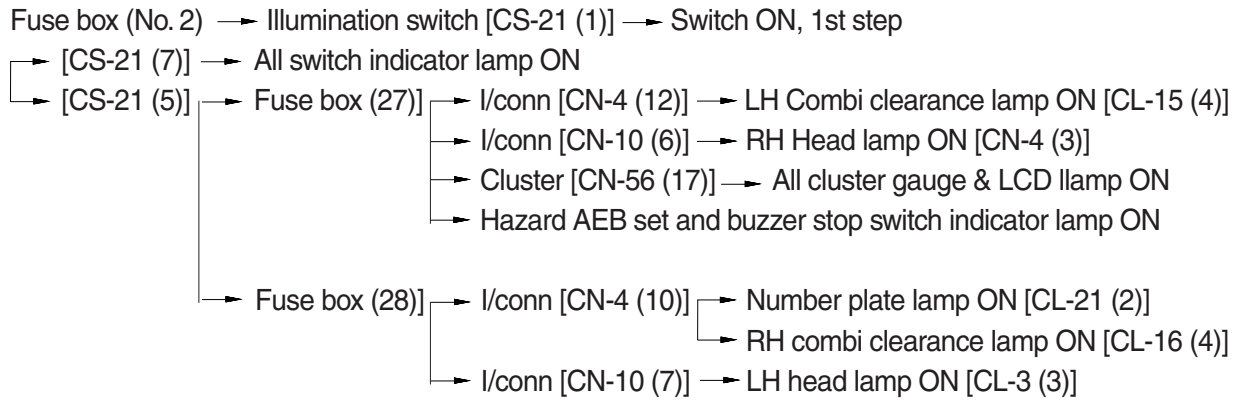 Fuse box (No. 2) → Illumination switch [CS-21 (1)] → Switch ON, 1st step
[CS-21 (7)] → All switch indicator lamp ON
[CS-21 (5)] → Fuse box (27)] → I/conn [CN-4 (12)] → LH Combi clearance lamp ON [CL-15 (4)]
I/conn [CN-10 (6)] → RH Head lamp ON [CN-4 (3)]
Cluster [CN-56 (17)] → All cluster gauge & LCD llamp ON
Hazard AEB set and buzzer stop switch indicator lamp ON
Fuse box (28)] → I/conn [CN-4 (10)] → Number plate lamp ON [CL-21 (2)]
RH combi clearance lamp ON [CL-16 (4)]
I/conn [CN-10 (7)] → LH head lamp ON [CL-3 (3)]